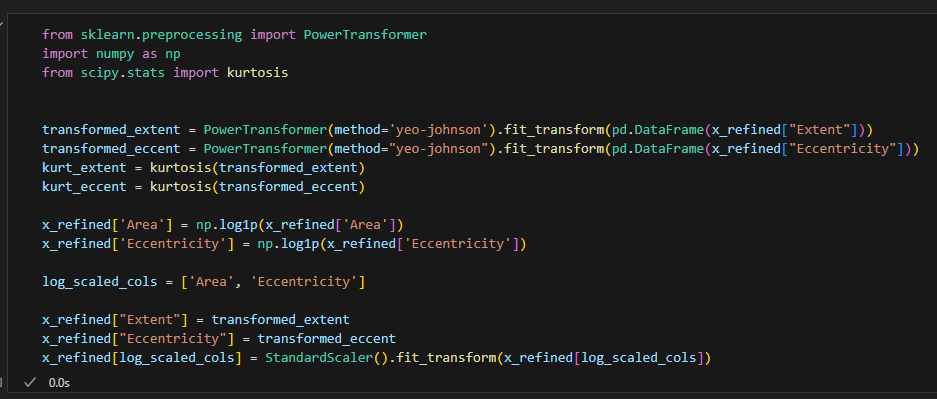 from sklearn.preprocessing import PowerTransformer
import numpy as np
from scipy.stats import kurtosis
transformed_extent = PowerTransformer(method='yeo-johnson').fit_transform(pd.DataFrame(x_refined["Extent"]))
transformed_eccent = PowerTransformer(method="yeo-johnson").fit_transform(pd.DataFrame(x_refined["Eccentricity"]))
kurt_extent = kurtosis(transformed_extent)
kurt_eccent = kurtosis(transformed_eccent)
x_refined['Area'] = np.log1p(x_refined['Area'])
x_refined['Eccentricity'] = np.log1p(x_refined['Eccentricity'])
log_scaled_cols = ['Area', 'Eccentricity']
x_refined["Extent"] = transformed_extent
x_refined["Eccentricity"] = transformed_eccent
x_refined[log_scaled_cols] = StandardScaler().fit_transform(x_refined[log_scaled_cols])
0.0s